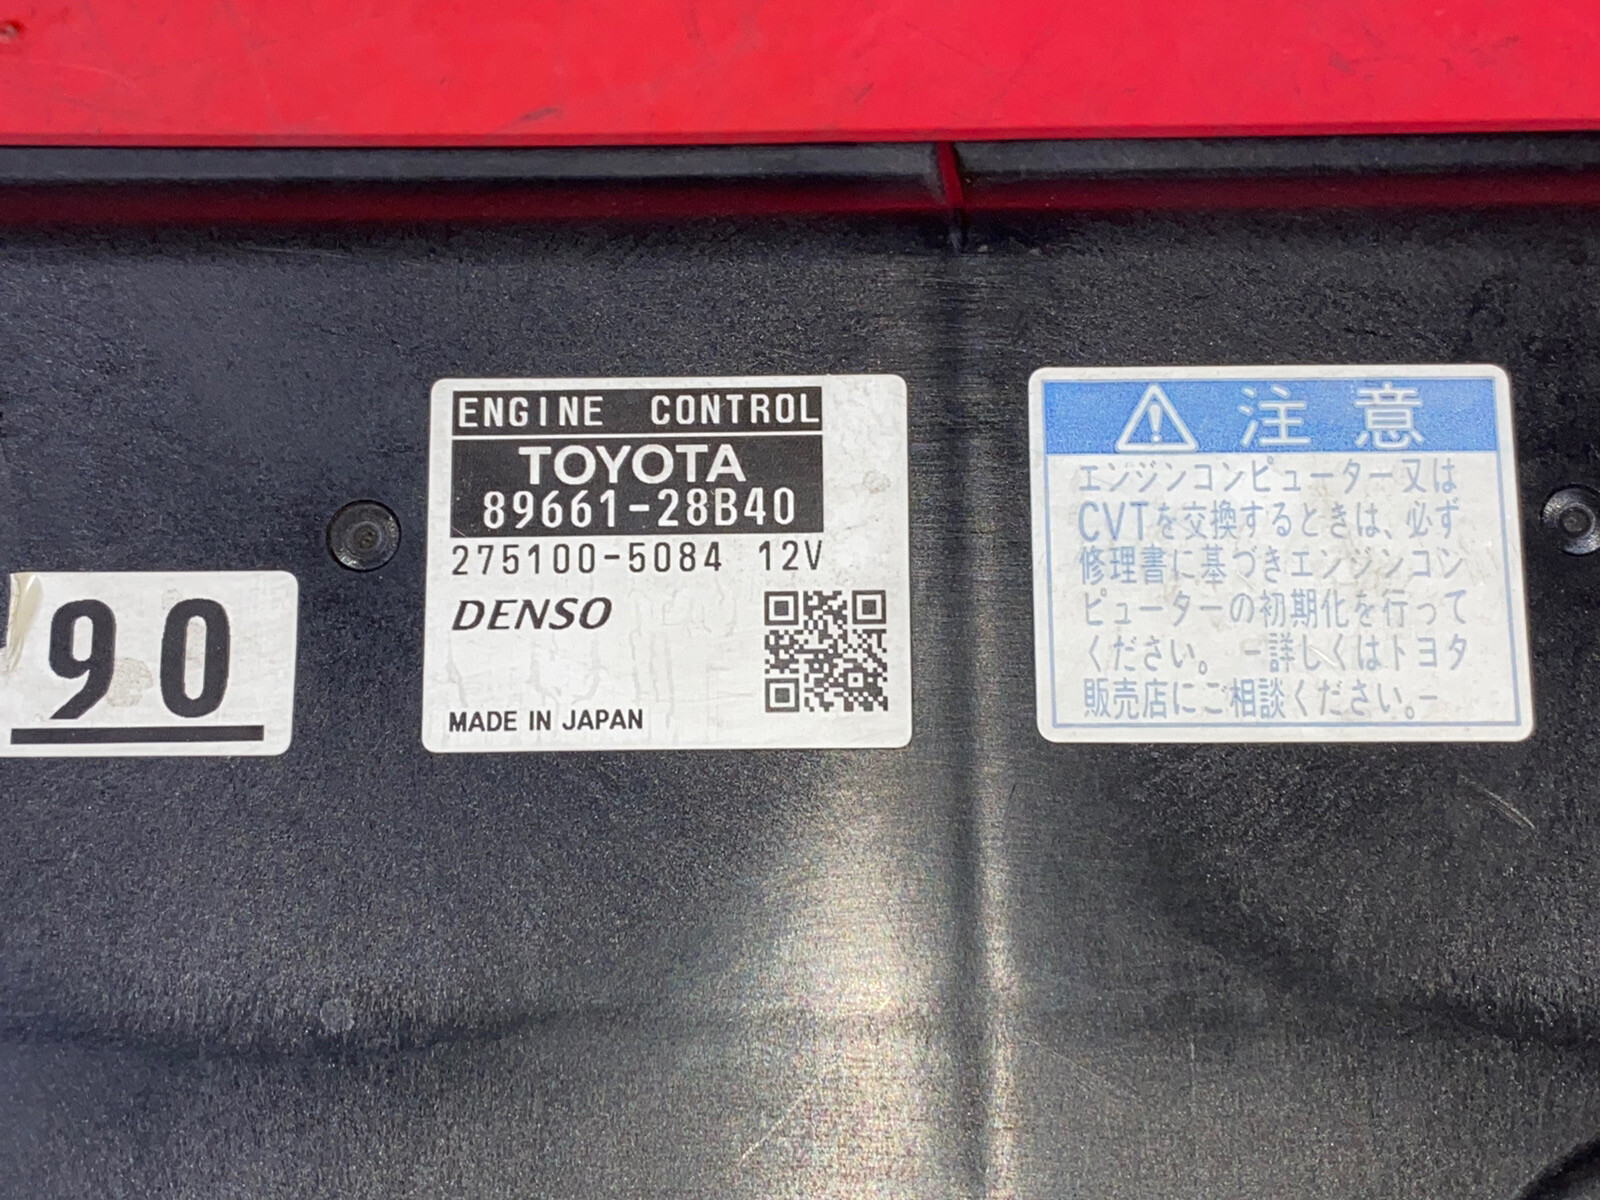 ENGINE CONTROL
TOYOTA
89661-28B40
275100-5084 12V
DENSO
MADE IN JAPAN
90
注意
エンジンコンピューター又は
CVTを交換するときは、必ず
修理書に基づきエンジンコン
ピューターの初期化を行って
ください。 -詳しくはトヨタ
販売店にご相談ください。-